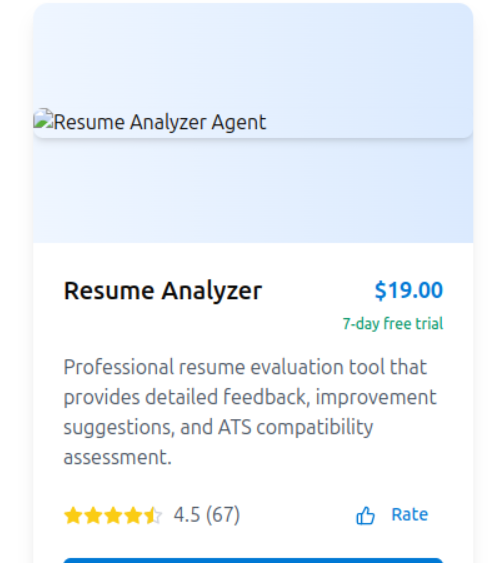 Resume Analyzer Agent
Resume Analyzer
$19.00
7-day free trial
Professional resume evaluation tool that
provides detailed feedback, improvement
suggestions, and ATS compatibility
assessment.
4.5 (67)
Rate